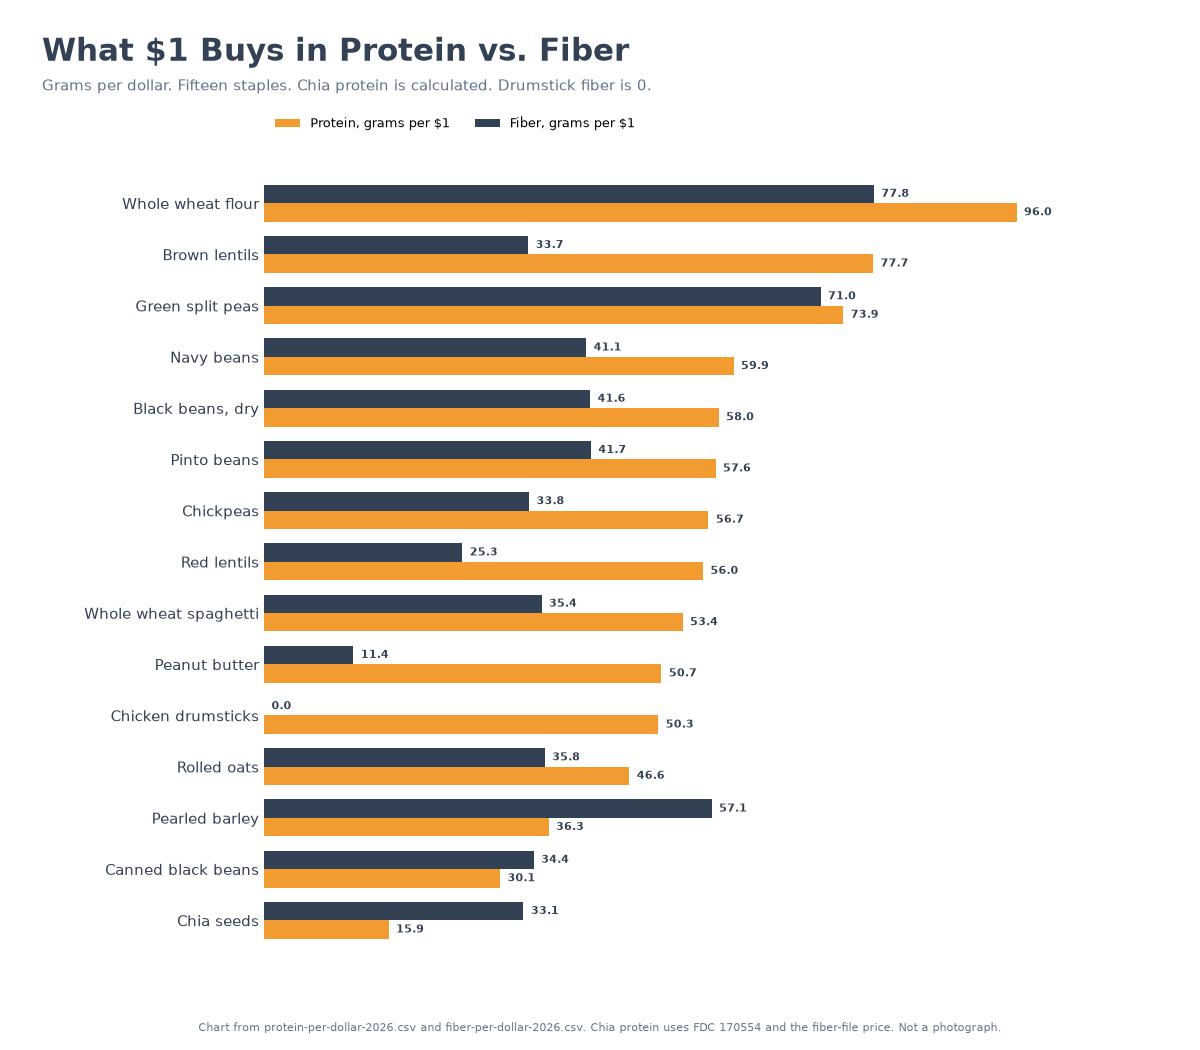 What $1 Buys in Protein vs. Fiber
Grams per dollar. Fifteen staples. Chia protein is calculated. Drumstick fiber is 0.
Protein, grams per $1 Fiber, grams per $1
77.8
Whole wheat flour
96.0
33.7
Brown lentils
77.7
71.0
Green split peas
73.9
41.1
Navy beans
59.9
41.6
Black beans, dry
58.0
41.7
Pinto beans
57.6
33.8
Chickpeas
56.7
25.3
Red lentils
56.0
35.4
Whole wheat spaghetti
53.4
11.4
Peanut butter
50.7
0.0
Chicken drumsticks
50.3
35.8
Rolled oats
46.6
57.1
Pearled barley
36.3
34.4
Canned black beans
30.1
33.1
Chia seeds
15.9
Chart from protein-per-dollar-2026.csv and fiber-per-dollar-2026.csv. Chia protein uses FDC 170554 and the fiber-file price. Not a photograph.